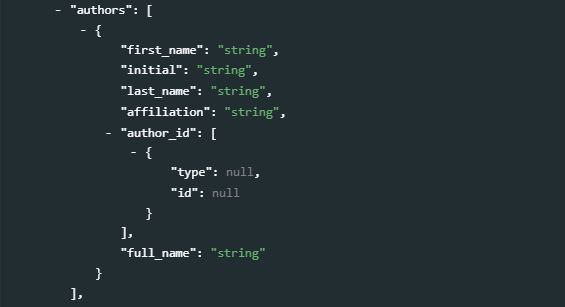 - "authors": [
- {
"first_name": "string",
"initial": "string",
"last_name": "string",
"affiliation": "string",
- "author_id": [
- {
"type": null,
"id": null
}
],
"full_name": "string"
}
],